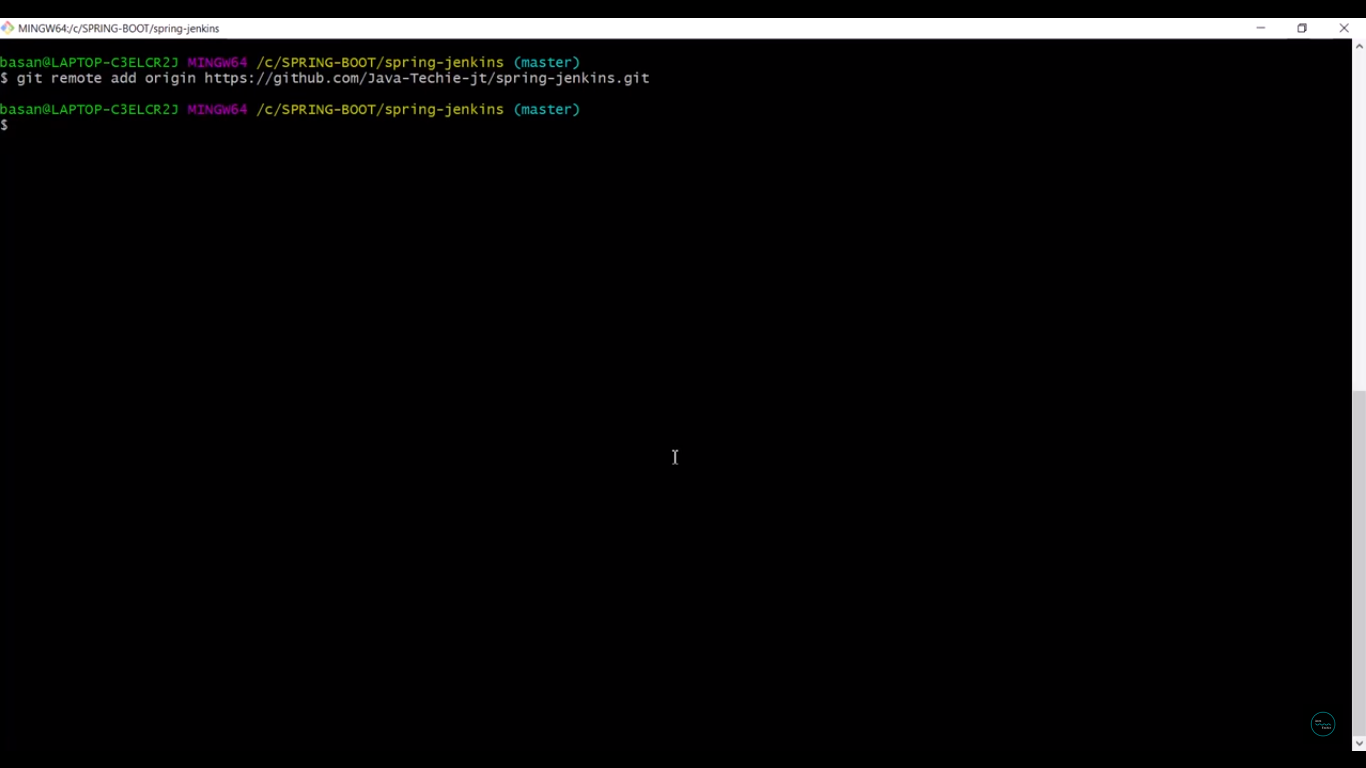 MINGW64:/c/SPRING-BOOT/spring-jenkins
basan@LAPTOP-C3ELCR2J MINGW64 /c/SPRING-BOOT/spring-jenkins (master)
$ git remote add origin https://github.com/Java-Techie-jt/spring-jenkins.git
basan@LAPTOP-C3ELCR2J MINGW64 /c/SPRING-BOOT/spring-jenkins (master)
$